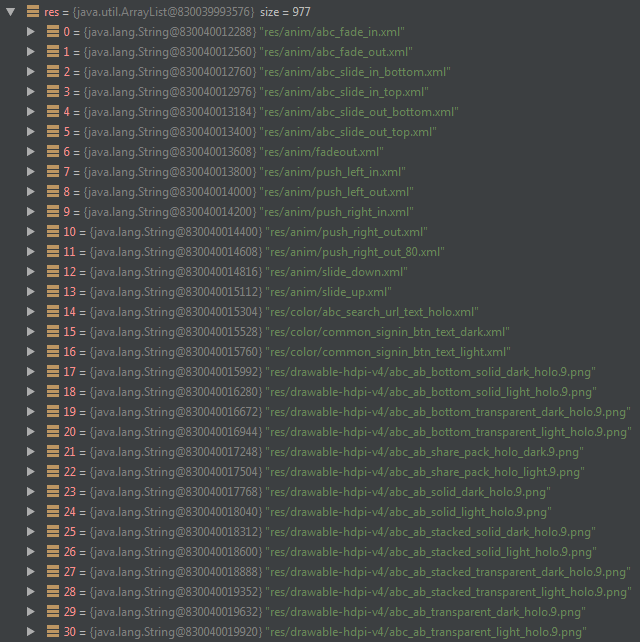 res = {java.util.ArrayList@830039993576} size = 977
0 = {java.lang.String@830040012288} "res/anim/abc_fade_in.xml"
1 = {java.lang.String@830040012560} "res/anim/abc_fade_out.xml"
2 = {java.lang.String@830040012760} "res/anim/abc_slide_in_bottom.xml"
3 = {java.lang.String@830040012976} "res/anim/abc_slide_in_top.xml"
4 = {java.lang.String@830040013184} "res/anim/abc_slide_out_bottom.xml"
5 = {java.lang.String@830040013400} "res/anim/abc_slide_out_top.xml"
6 = {java.lang.String@830040013608} "res/anim/fadeout.xml"
7 = {java.lang.String@830040013800} "res/anim/push_left_in.xml"
8 = {java.lang.String@830040014000} "res/anim/push_left_out.xml"
9 = {java.lang.String@830040014200} "res/anim/push_right_in.xml"
10 = {java.lang.String@830040014400} "res/anim/push_right_out.xml"
11 = {java.lang.String@830040014608} "res/anim/push_right_out_80.xml"
12 = {java.lang.String@830040014816} "res/anim/slide_down.xml"
13 = {java.lang.String@830040015112} "res/anim/slide_up.xml"
14 = {java.lang.String@830040015304} "res/color/abc_search_url_text_holo.xml"
15 = {java.lang.String@830040015528} "res/color/common_signin_btn_text_dark.xml"
16 = {java.lang.String@830040015760} "res/color/common_signin_btn_text_light.xml"
17 = {java.lang.String@830040015992} "res/drawable-hdpi-v4/abc_ab_bottom_solid_dark_holo.9.png"
18 = {java.lang.String@830040016280} "res/drawable-hdpi-v4/abc_ab_bottom_solid_light_holo.9.png"
19 = {java.lang.String@830040016672} "res/drawable-hdpi-v4/abc_ab_bottom_transparent_dark_holo.9.png"
20 = {java.lang.String@830040016944} "res/drawable-hdpi-v4/abc_ab_bottom_transparent_light_holo.9.png"
21 = {java.lang.String@830040017248} "res/drawable-hdpi-v4/abc_ab_share_pack_holo_dark.9.png"
22 = {java.lang.String@830040017504} "res/drawable-hdpi-v4/abc_ab_share_pack_holo_light.9.png"
23 = {java.lang.String@830040017768} "res/drawable-hdpi-v4/abc_ab_solid_dark_holo.9.png"
24 = {java.lang.String@830040018040} "res/drawable-hdpi-v4/abc_ab_solid_light_holo.9.png"
25 = {java.lang.String@830040018312} "res/drawable-hdpi-v4/abc_ab_stacked_solid_dark_holo.9.png"
26 = {java.lang.String@830040018600} "res/drawable-hdpi-v4/abc_ab_stacked_solid_light_holo.9.png"
27 = {java.lang.String@830040018888} "res/drawable-hdpi-v4/abc_ab_stacked_transparent_dark_holo.9.png"
28 = {java.lang.String@830040019352} "res/drawable-hdpi-v4/abc_ab_stacked_transparent_light_holo.9.png"
29 = {java.lang.String@830040019632} "res/drawable-hdpi-v4/abc_ab_transparent_dark_holo.9.png"
30 = {java.lang.String@830040019920} "res/drawable-hdpi-v4/abc_ab_transparent_light_holo.9.png"